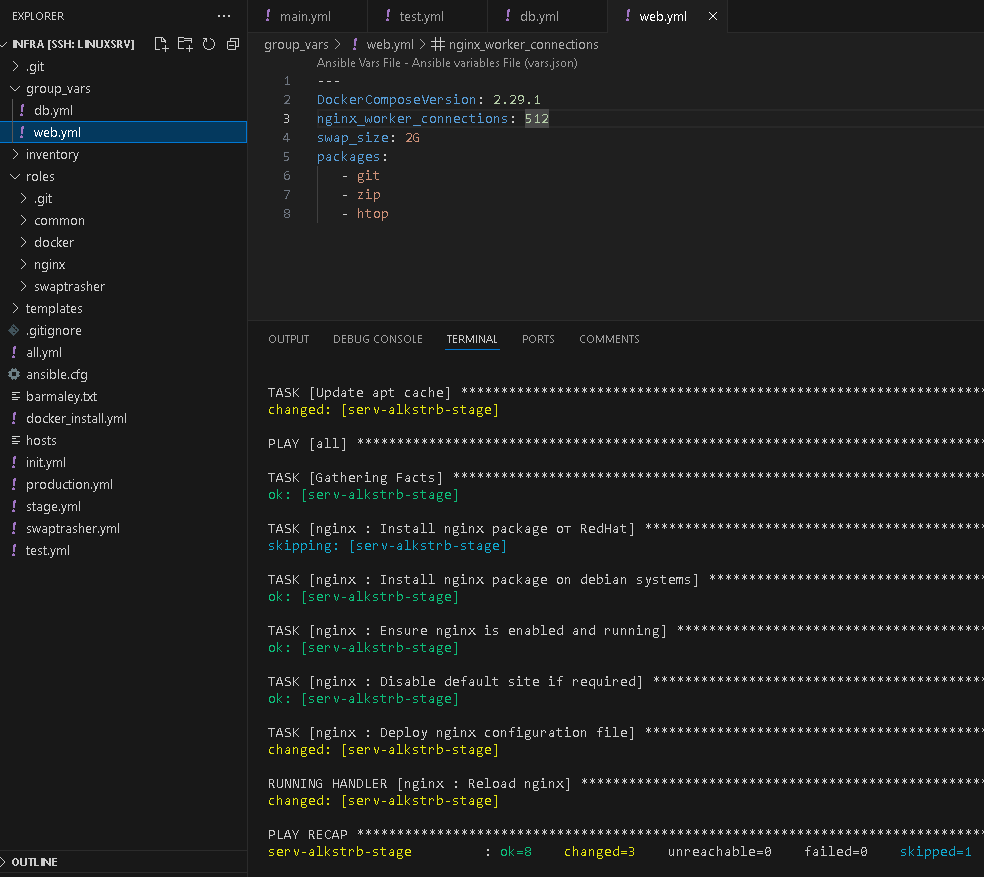 EXPLORER
INFRA [SSH: LINUXSRV]
.git
group_vars
! db.yml
! web.yml
inventory
roles
.git
common
docker
nginx
swaptrasher
templates
.gitignore
! all.yml
ansible.cfg
barmaley.txt
! docker_install.yml
hosts
! init.yml
! production.yml
! stage.yml
! swaptrasher.yml
! test.yml
OUTLINE
! main.yml ! test.yml ! db.yml ! web.yml
group_vars > ! web.yml > # nginx_worker_connections
Ansible Vars File - Ansible variables File (vars.json)
1 ---
2 DockerComposeVersion: 2.29.1
3 nginx_worker_connections: 512
4 swap_size: 2G
5 packages:
6 - git
7 - zip
8 - htop
OUTPUT DEBUG CONSOLE TERMINAL PORTS COMMENTS
TASK [Update apt cache] ******************************************************************
changed: [serv-alkstrb-stage]
PLAY [all] *******************************************************************************
TASK [Gathering Facts] *******************************************************************
ok: [serv-alkstrb-stage]
TASK [nginx : Install nginx package от RedHat] *******************************************
skipping: [serv-alkstrb-stage]
TASK [nginx : Install nginx package on debian systems] ***********************************
ok: [serv-alkstrb-stage]
TASK [nginx : Ensure nginx is enabled and running] ***************************************
ok: [serv-alkstrb-stage]
TASK [nginx : Disable default site if required] ******************************************
ok: [serv-alkstrb-stage]
TASK [nginx : Deploy nginx configuration file] *******************************************
changed: [serv-alkstrb-stage]
RUNNING HANDLER [nginx : Reload nginx] ***************************************************
changed: [serv-alkstrb-stage]
PLAY RECAP *******************************************************************************
serv-alkstrb-stage : ok=8 changed=3 unreachable=0 failed=0 skipped=1